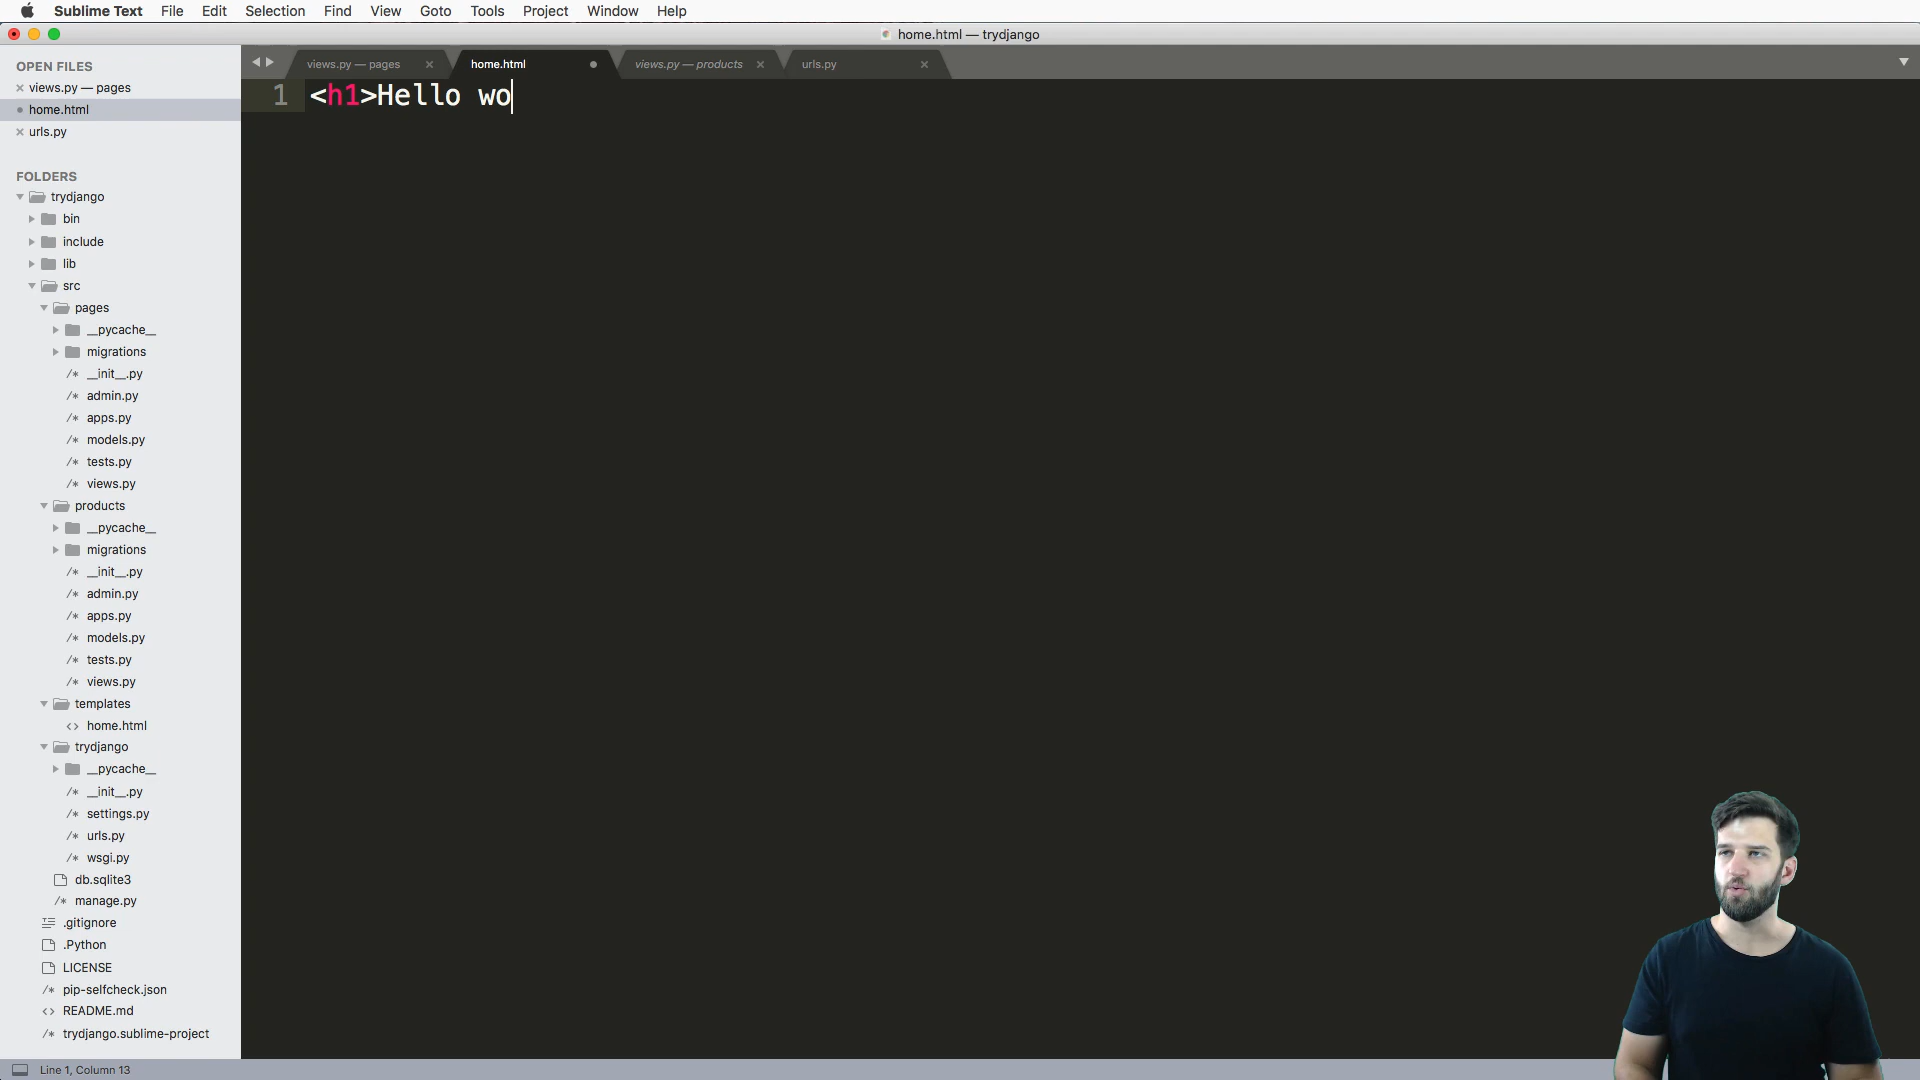 Sublime Text File Edit Selection Find View Goto Tools Project Window Help
home.html — trydjango
OPEN FILES
views.py — pages
home.html
urls.py
FOLDERS
trydjango
bin
include
lib
src
pages
__pycache__
migrations
/* __init__.py
/* admin.py
/* apps.py
/* models.py
/* tests.py
/* views.py
products
__pycache__
migrations
/* __init__.py
/* admin.py
/* apps.py
/* models.py
/* tests.py
/* views.py
templates
<> home.html
trydjango
__pycache__
/* __init__.py
/* settings.py
/* urls.py
/* wsgi.py
db.sqlite3
/* manage.py
.gitignore
.Python
LICENSE
/* pip-selfcheck.json
<> README.md
/* trydjango.sublime-project
views.py — pages home.html views.py — products urls.py
1 <h1>Hello wo
Line 1, Column 13